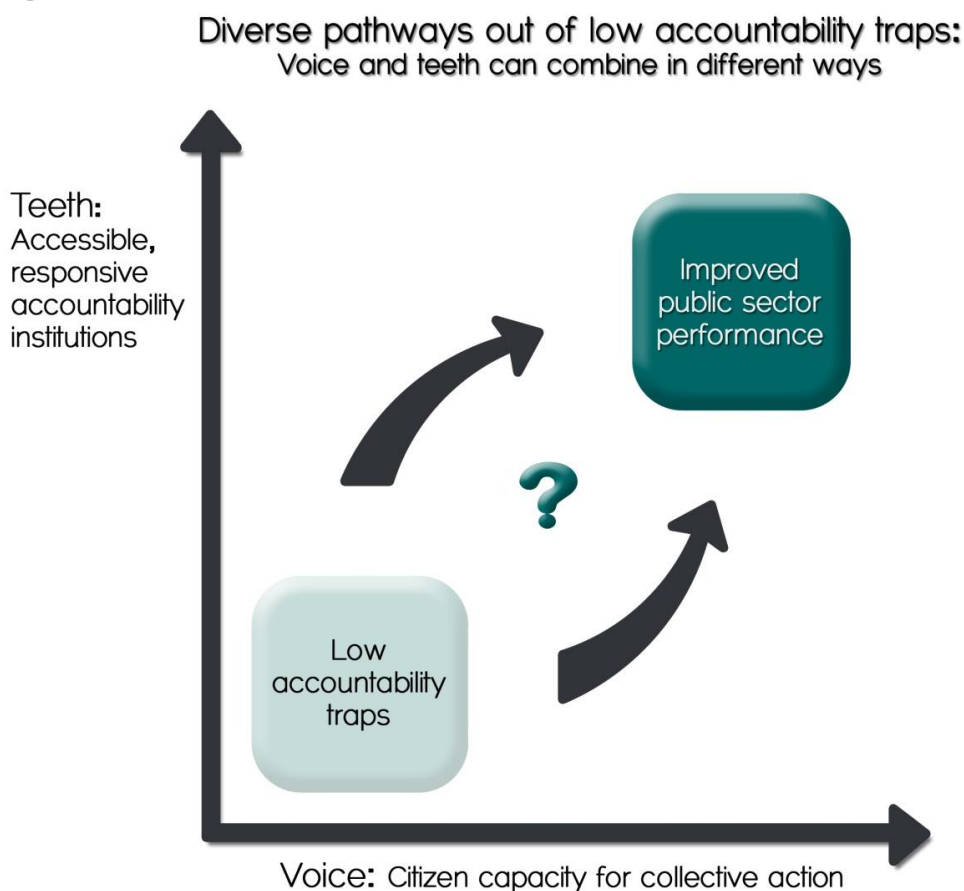 Diverse pathways out of low accountability traps:
Voice and teeth can combine in different ways
Teeth:
Accessible,
responsive
accountability
institutions
Improved
public sector
performance
?
Low
accountability
traps
Voice: Citizen capacity for collective action